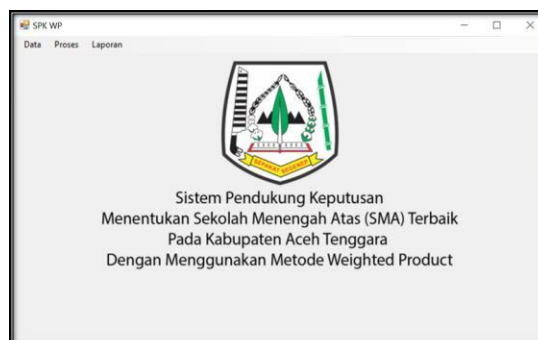 SPK WP
Data Proses Laporan
SEPAKAT SEGENEP
Sistem Pendukung Keputusan
Menentukan Sekolah Menengah Atas (SMA) Terbaik
Pada Kabupaten Aceh Tenggara
Dengan Menggunakan Metode Weighted Product